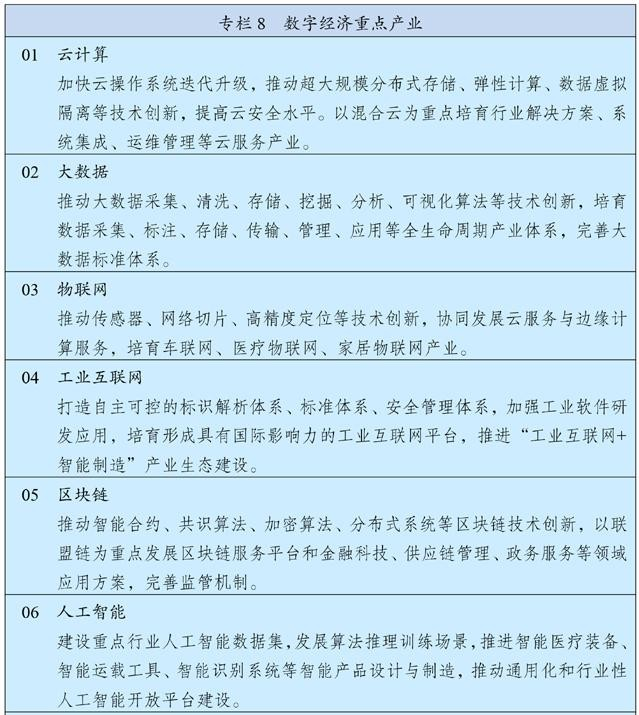 专栏8 数字经济重点产业
01 云计算
加快云操作系统迭代升级，推动超大规模分布式存储、弹性计算、数据虚拟
隔离等技术创新，提高云安全水平。以混合云为重点培育行业解决方案、系
统集成、运维管理等云服务产业。
02 大数据
推动大数据采集、清洗、存储、挖掘、分析、可视化算法等技术创新，培育
数据采集、标注、存储、传输、管理、应用等全生命周期产业体系，完善大
数据标准体系。
03 物联网
推动传感器、网络切片、高精度定位等技术创新，协同发展云服务与边缘计
算服务，培育车联网、医疗物联网、家居物联网产业。
04 工业互联网
打造自主可控的标识解析体系、标准体系、安全管理体系，加强工业软件研
发应用，培育形成具有国际影响力的工业互联网平台，推进“工业互联网+
智能制造”产业生态建设。
05 区块链
推动智能合约、共识算法、加密算法、分布式系统等区块链技术创新，以联
盟链为重点发展区块链服务平台和金融科技、供应链管理、政务服务等领域
应用方案，完善监管机制。
06 人工智能
建设重点行业人工智能数据集，发展算法推理训练场景，推进智能医疗装备、
智能运载工具、智能识别系统等智能产品设计与制造，推动通用化和行业性
人工智能开放平台建设。